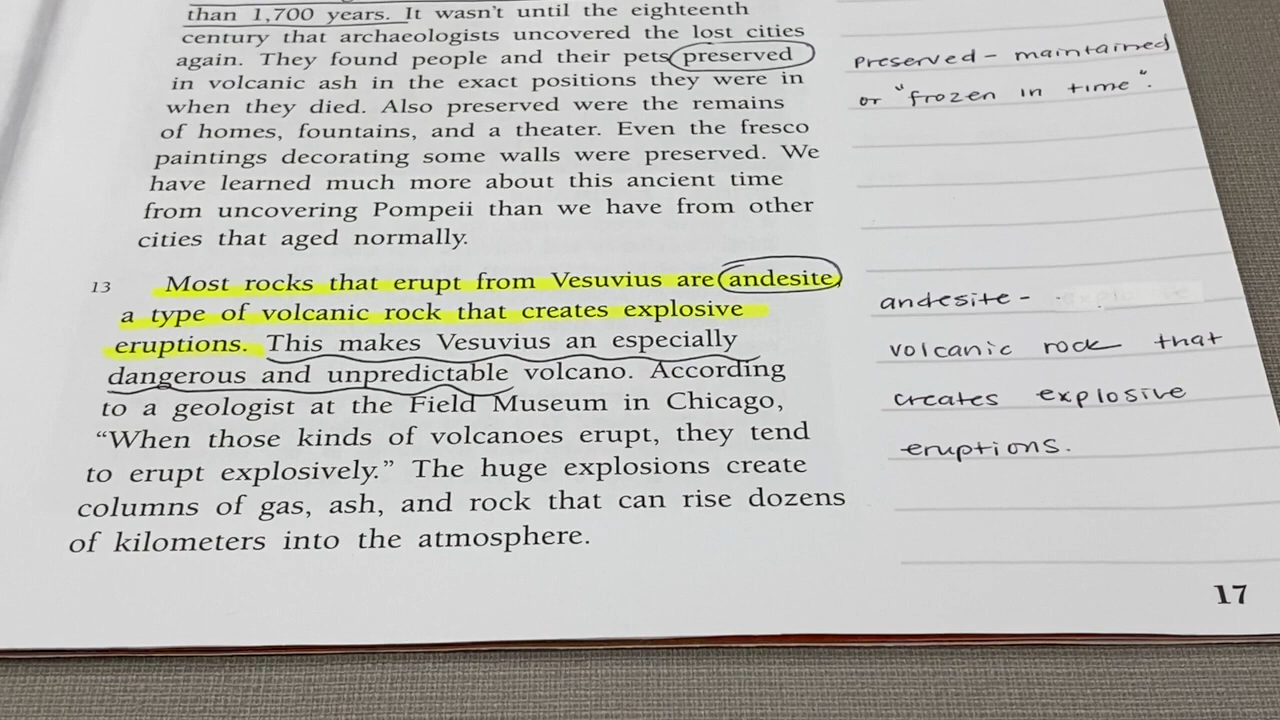 than 1,700 years. It wasn't until the eighteenth
century that archaeologists uncovered the lost cities
again. They found people and their pets preserved
in volcanic ash in the exact positions they were in
when they died. Also preserved were the remains
of homes, fountains, and a theater. Even the fresco
paintings decorating some walls were preserved. We
have learned much more about this ancient time
from uncovering Pompeii than we have from other
cities that aged normally.
13 Most rocks that erupt from Vesuvius are andesite,
a type of volcanic rock that creates explosive
eruptions. This makes Vesuvius an especially
dangerous and unpredictable volcano. According
to a geologist at the Field Museum in Chicago,
“When those kinds of volcanoes erupt, they tend
to erupt explosively.” The huge explosions create
columns of gas, ash, and rock that can rise dozens
of kilometers into the atmosphere.
preserved - maintained
or "frozen in time".
andesite -
volcanic rock that
creates explosive
eruptions.
17